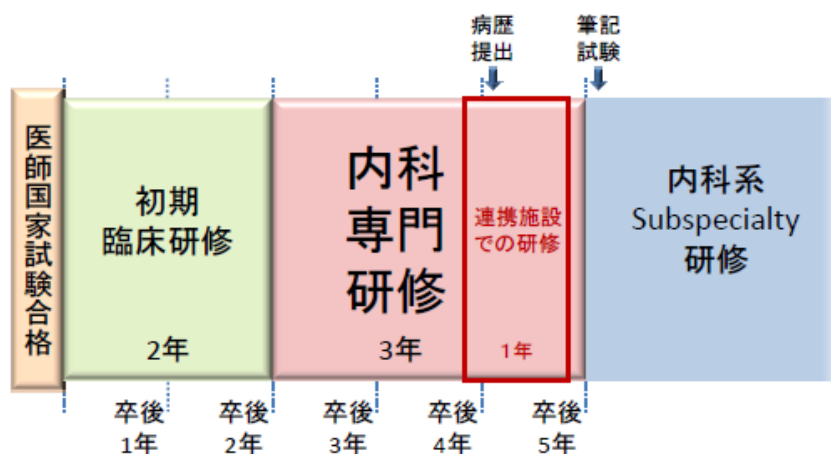 病歴
提出
筆記
試験
医師国家試験合格
初期
臨床研修
2年
内科
専門
研修
3年
連携施設
での研修
1年
内科系
Subspecialty
研修
卒後
1年
卒後
2年
卒後
3年
卒後
4年
卒後
5年